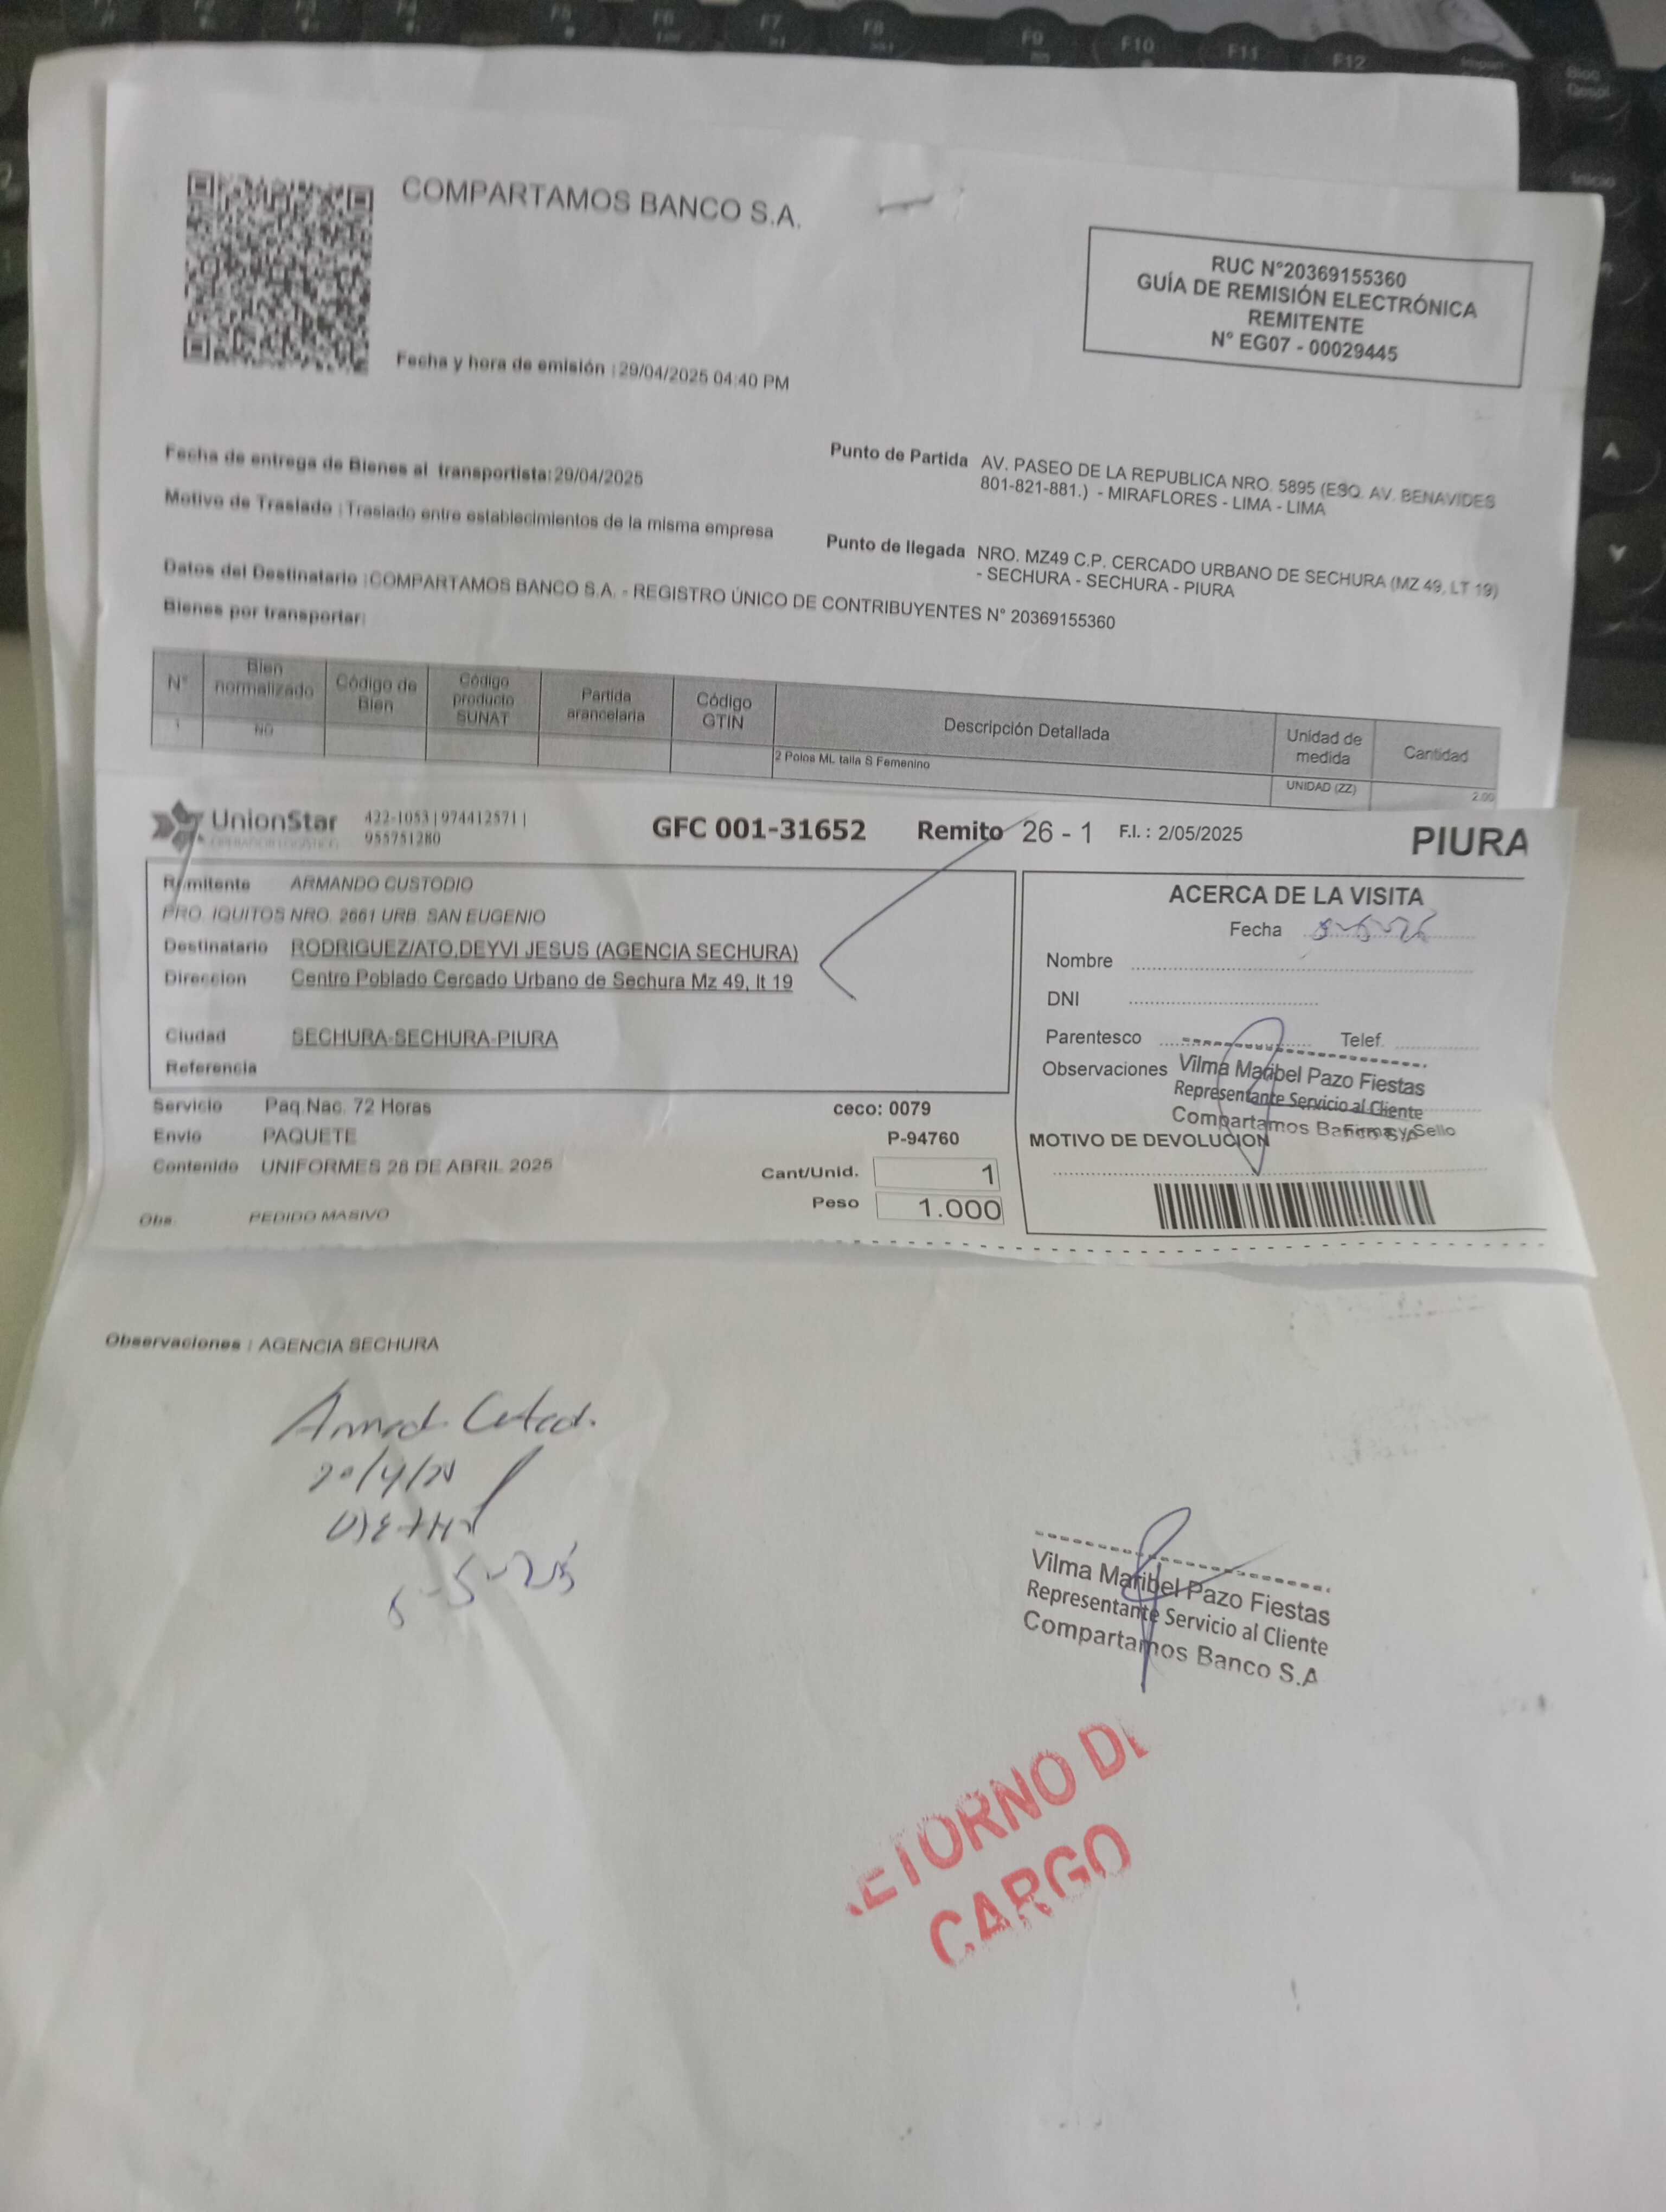 COMPARTAMOS BANCO S.A.
RUC N°20369155360
GUÍA DE REMISIÓN ELECTRÓNICA
REMITENTE
N° EG07 - 00029445
Fecha y hora de emisión : 29/04/2025 04:40 PM
Fecha de entrega de Bienes al transportista: 29/04/2025
Motivo de Traslado : Traslado entre establecimientos de la misma empresa
Punto de Partida AV. PASEO DE LA REPUBLICA NRO. 5895 (ESQ. AV. BENAVIDES
801-821-881.) - MIRAFLORES - LIMA - LIMA
Punto de llegada NRO. MZ49 C.P. CERCADO URBANO DE SECHURA (MZ 49, LT 19)
- SECHURA - SECHURA - PIURA
Datos del Destinatario : COMPARTAMOS BANCO S.A. - REGISTRO ÚNICO DE CONTRIBUYENTES N° 20369155360
Bienes por transportar:
N° Bien normalizado Código de Bien Código producto SUNAT Partida arancelaria Código GTIN Descripción Detallada Unidad de medida Cantidad
1 NO 2 Polos ML talla S Femenino UNIDAD (ZZ) 2.00
UnionStar
OPERADOR LOGÍSTICO
422-1053 | 974412571 |
955751280
GFC 001-31652 Remito 26 - 1 F.I. : 2/05/2025 PIURA
Remitente ARMANDO CUSTODIO
PRO. IQUITOS NRO. 2661 URB. SAN EUGENIO
Destinatario RODRIGUEZ/ATO,DEYVI JESUS (AGENCIA SECHURA)
Direccion Centro Poblado Cercado Urbano de Sechura Mz 49, lt 19
Ciudad SECHURA-SECHURA-PIURA
Referencia
Servicio Paq.Nac. 72 Horas ceco: 0079
Envio PAQUETE P-94760
Contenido UNIFORMES 28 DE ABRIL 2025
Cant/Unid. 1
Peso 1.000
Obs. PEDIDO MASIVO
ACERCA DE LA VISITA
Fecha
Nombre
DNI
Parentesco Telef.
Observaciones
Vilma Maribel Pazo Fiestas
Representante Servicio al Cliente
Compartamos Banco S.A
Firma y Sello
MOTIVO DE DEVOLUCION
Observaciones : AGENCIA SECHURA
Vilma Maribel Pazo Fiestas
Representante Servicio al Cliente
Compartamos Banco S.A
ETORNO DE
CARGO